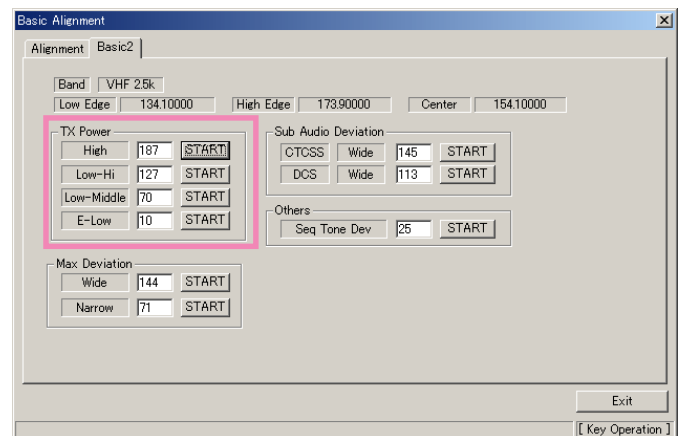 Basic Alignment
Alignment Basic2
Band VHF 2.5k
Low Edge 134.10000 High Edge 173.90000 Center 154.10000
TX Power
High 187 START
Low-Hi 127 START
Low-Middle 70 START
E-Low 10 START
Sub Audio Deviation
CTCSS Wide 145 START
DCS Wide 113 START
Others
Seq Tone Dev 25 START
Max Deviation
Wide 144 START
Narrow 71 START
Exit
[ Key Operation ]